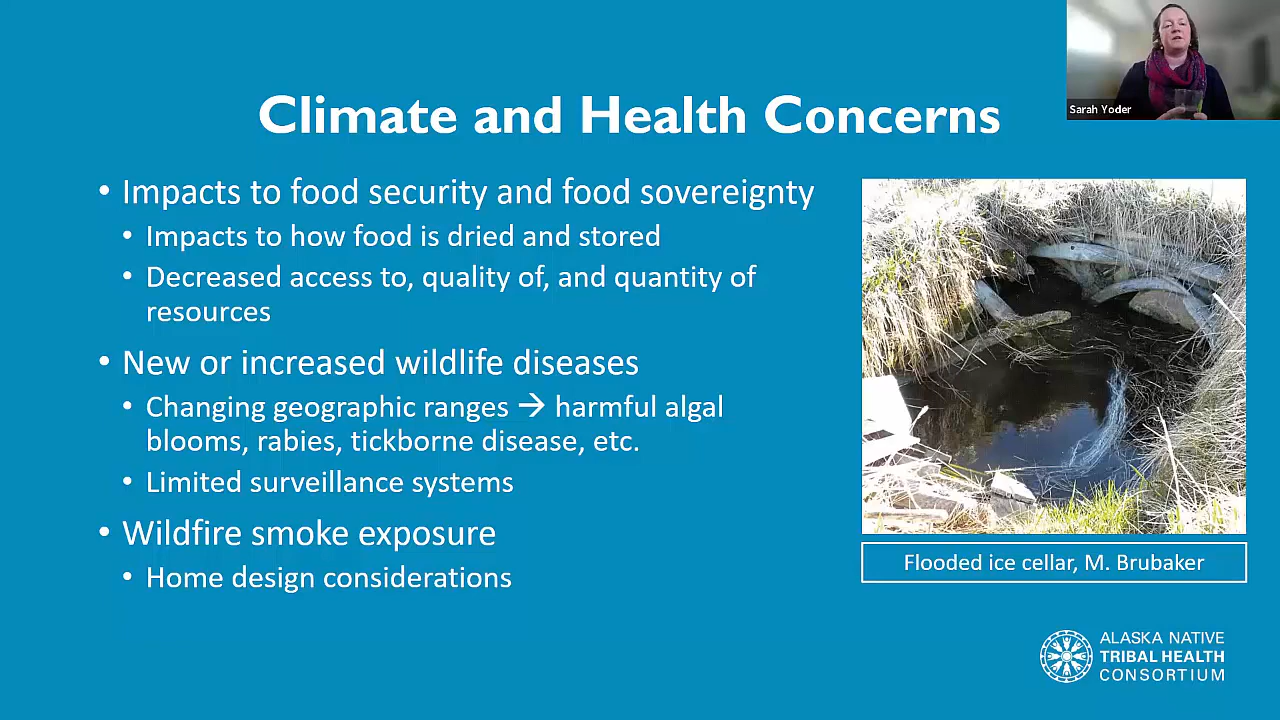 Sarah Yoder
Climate and Health Concerns
• Impacts to food security and food sovereignty
• Impacts to how food is dried and stored
• Decreased access to, quality of, and quantity of
resources
• New or increased wildlife diseases
• Changing geographic ranges → harmful algal
blooms, rabies, tickborne disease, etc.
• Limited surveillance systems
• Wildfire smoke exposure
• Home design considerations
Flooded ice cellar, M. Brubaker
ALASKA NATIVE
TRIBAL HEALTH
CONSORTIUM